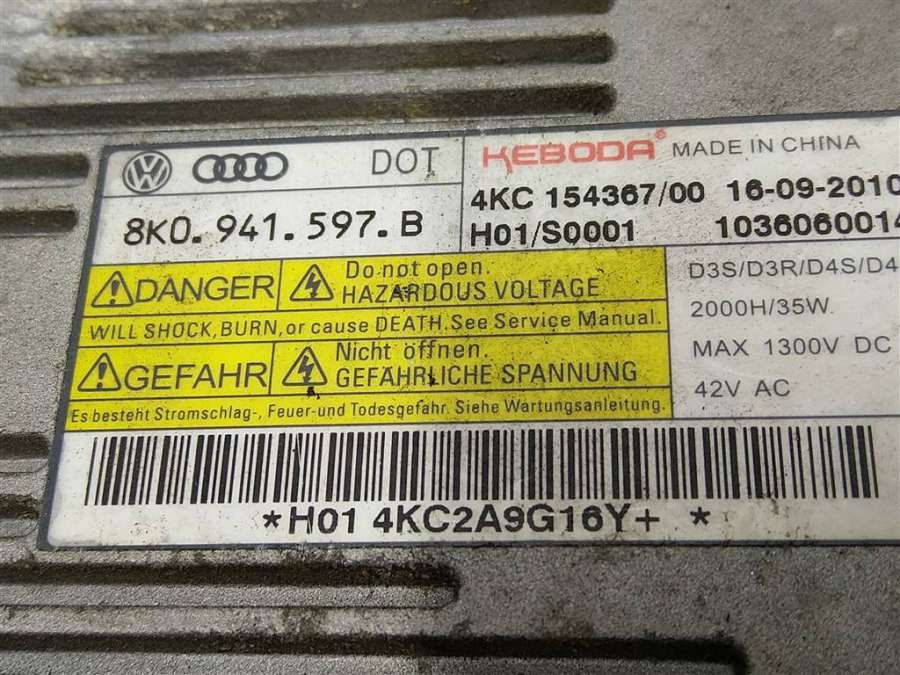 DOT
8K0.941.597.B
KEBODA® MADE IN CHINA
4KC 154367/00 16-09-2010
H01/S0001 1036060014
DANGER
Do not open.
HAZARDOUS VOLTAGE
WILL SHOCK, BURN, or cause DEATH. See Service Manual.
GEFAHR
Nicht öffnen.
GEFÄHRLICHE SPANNUNG
Es besteht Stromschlag-, Feuer-und Todesgefahr. Siehe Wartungsanleitung.
D3S/D3R/D4S/D4
2000H/35W
MAX 1300V DC
42V AC
*H01 4KC2A9G16Y+ *